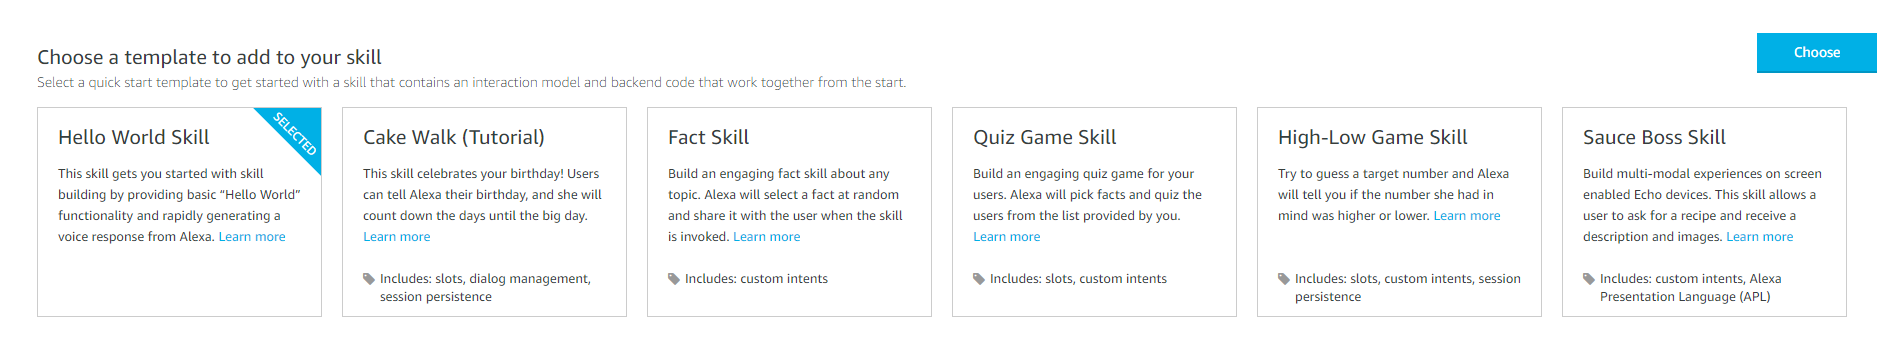 Choose a template to add to your skill
Choose
Select a quick start template to get started with a skill that contains an interaction model and backend code that work together from the start.
Hello World Skill
SELECTED
This skill gets you started with skill
building by providing basic “Hello World”
functionality and rapidly generating a
voice response from Alexa. Learn more
Cake Walk (Tutorial)
This skill celebrates your birthday! Users
can tell Alexa their birthday, and she will
count down the days until the big day.
Learn more
Includes: slots, dialog management,
session persistence
Fact Skill
Build an engaging fact skill about any
topic. Alexa will select a fact at random
and share it with the user when the skill
is invoked. Learn more
Includes: custom intents
Quiz Game Skill
Build an engaging quiz game for your
users. Alexa will pick facts and quiz the
users from the list provided by you.
Learn more
Includes: slots, custom intents
High-Low Game Skill
Try to guess a target number and Alexa
will tell you if the number she had in
mind was higher or lower. Learn more
Includes: slots, custom intents, session
persistence
Sauce Boss Skill
Build multi-modal experiences on screen
enabled Echo devices. This skill allows a
user to ask for a recipe and receive a
description and images. Learn more
Includes: custom intents, Alexa
Presentation Language (APL)